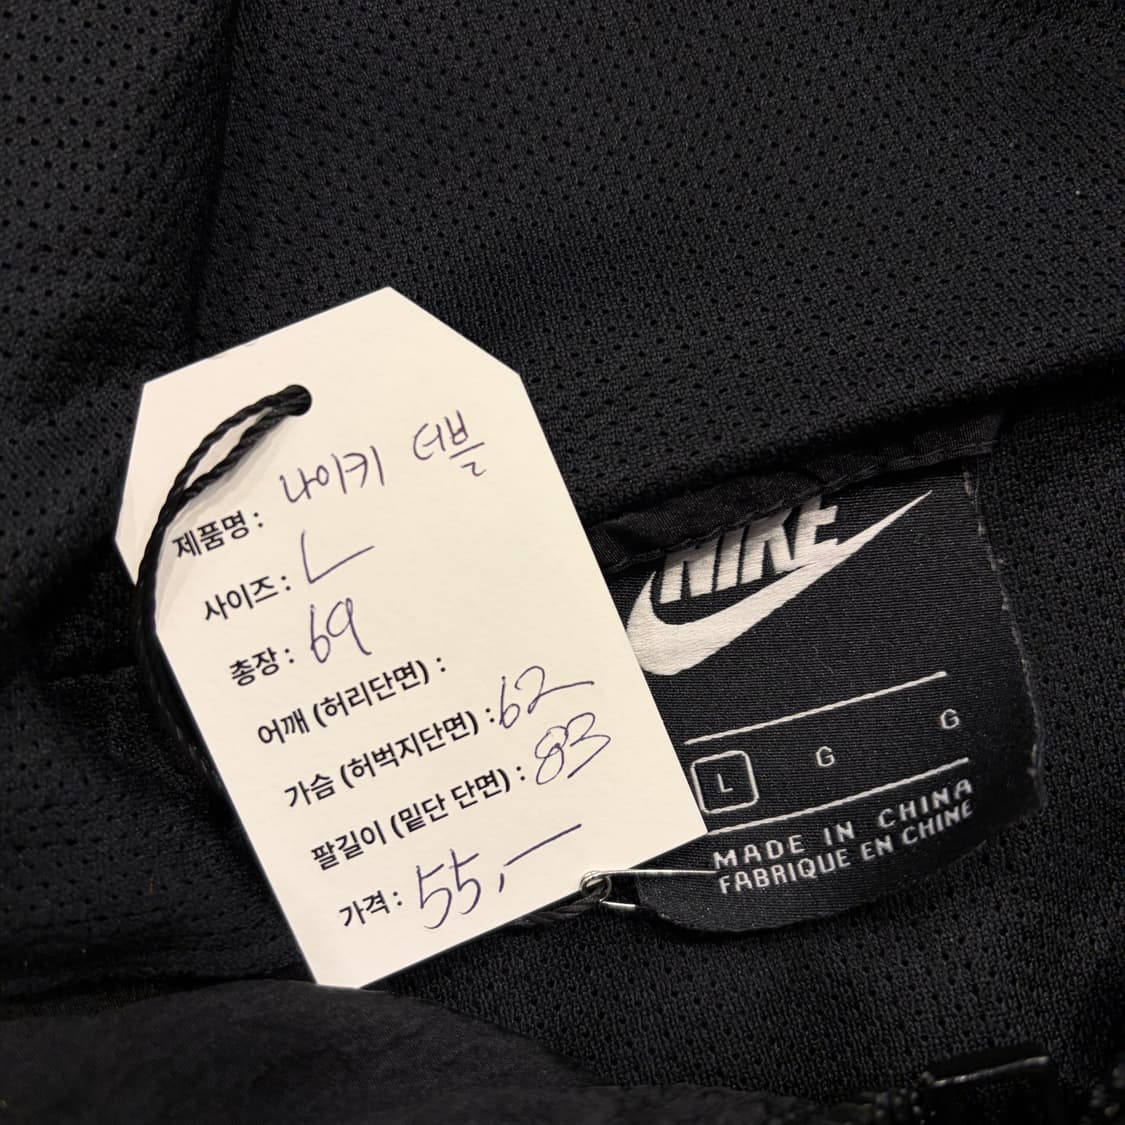 제품명 : 나이키 더블
사이즈 : L
총장 : 69
어깨 (허리단면) :
가슴 (허벅지단면) : 62
팔길이 (밑단 단면) : 83
가격 : 55,—
NIKE
L G G
MADE IN CHINA
FABRIQUE EN CHINE